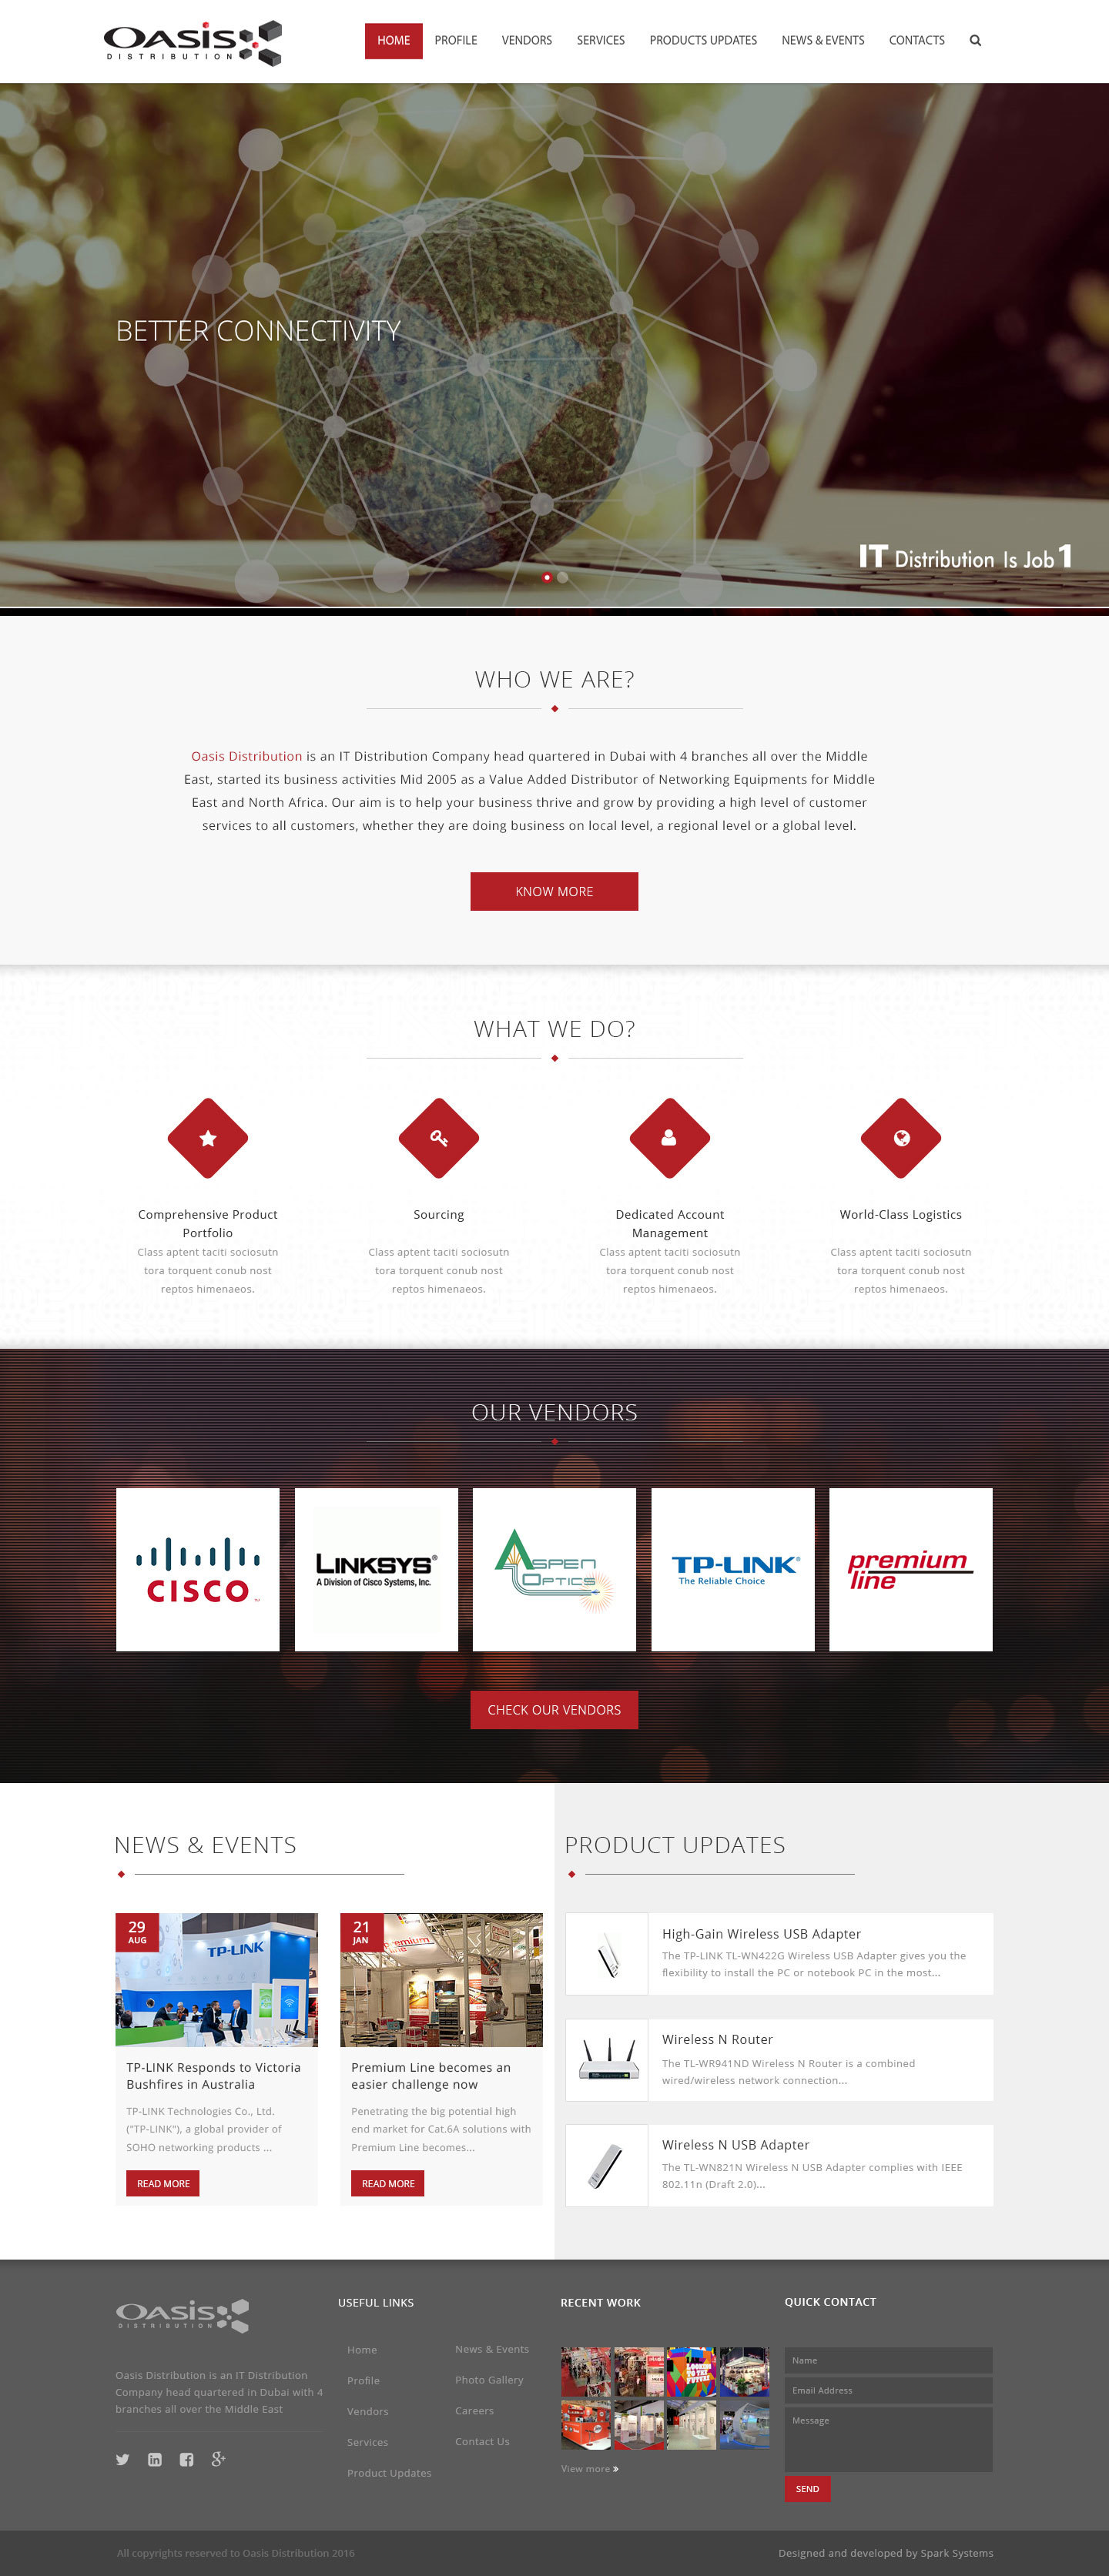 Oasis
DISTRIBUTION
HOME PROFILE VENDORS SERVICES PRODUCTS UPDATES NEWS & EVENTS CONTACTS
BETTER CONNECTIVITY
IT Distribution Is Job 1
WHO WE ARE?
Oasis Distribution is an IT Distribution Company head quartered in Dubai with 4 branches all over the Middle
East, started its business activities Mid 2005 as a Value Added Distributor of Networking Equipments for Middle
East and North Africa. Our aim is to help your business thrive and grow by providing a high level of customer
services to all customers, whether they are doing business on local level, a regional level or a global level.
KNOW MORE
WHAT WE DO?
Comprehensive Product
Portfolio
Class aptent taciti sociosutn
tora torquent conub nost
reptos himenaeos.
Sourcing
Class aptent taciti sociosutn
tora torquent conub nost
reptos himenaeos.
Dedicated Account
Management
Class aptent taciti sociosutn
tora torquent conub nost
reptos himenaeos.
World-Class Logistics
Class aptent taciti sociosutn
tora torquent conub nost
reptos himenaeos.
OUR VENDORS
CISCO™
LINKSYS®
A Division of Cisco Systems, Inc.
ASPEN
OPTICS
TP-LINK®
The Reliable Choice
premium
line
CHECK OUR VENDORS
NEWS & EVENTS
29
AUG
TP-LINK
TP-LINK Responds to Victoria
Bushfires in Australia
TP-LINK Technologies Co., Ltd.
("TP-LINK"), a global provider of
SOHO networking products ...
READ MORE
21
JAN
Premium Line becomes an
easier challenge now
Penetrating the big potential high
end market for Cat.6A solutions with
Premium Line becomes...
READ MORE
PRODUCT UPDATES
High-Gain Wireless USB Adapter
The TP-LINK TL-WN422G Wireless USB Adapter gives you the
flexibility to install the PC or notebook PC in the most...
Wireless N Router
The TL-WR941ND Wireless N Router is a combined
wired/wireless network connection...
Wireless N USB Adapter
The TL-WN821N Wireless N USB Adapter complies with IEEE
802.11n (Draft 2.0)...
Oasis
DISTRIBUTION
Oasis Distribution is an IT Distribution
Company head quartered in Dubai with 4
branches all over the Middle East
USEFUL LINKS
Home
Profile
Vendors
Services
Product Updates
News & Events
Photo Gallery
Careers
Contact Us
RECENT WORK
I AM
LOOKING
TO THE
FUTURE!
View more »
QUICK CONTACT
Name
Email Address
Message
SEND
All copyrights reserved to Oasis Distribution 2016
Designed and developed by Spark Systems